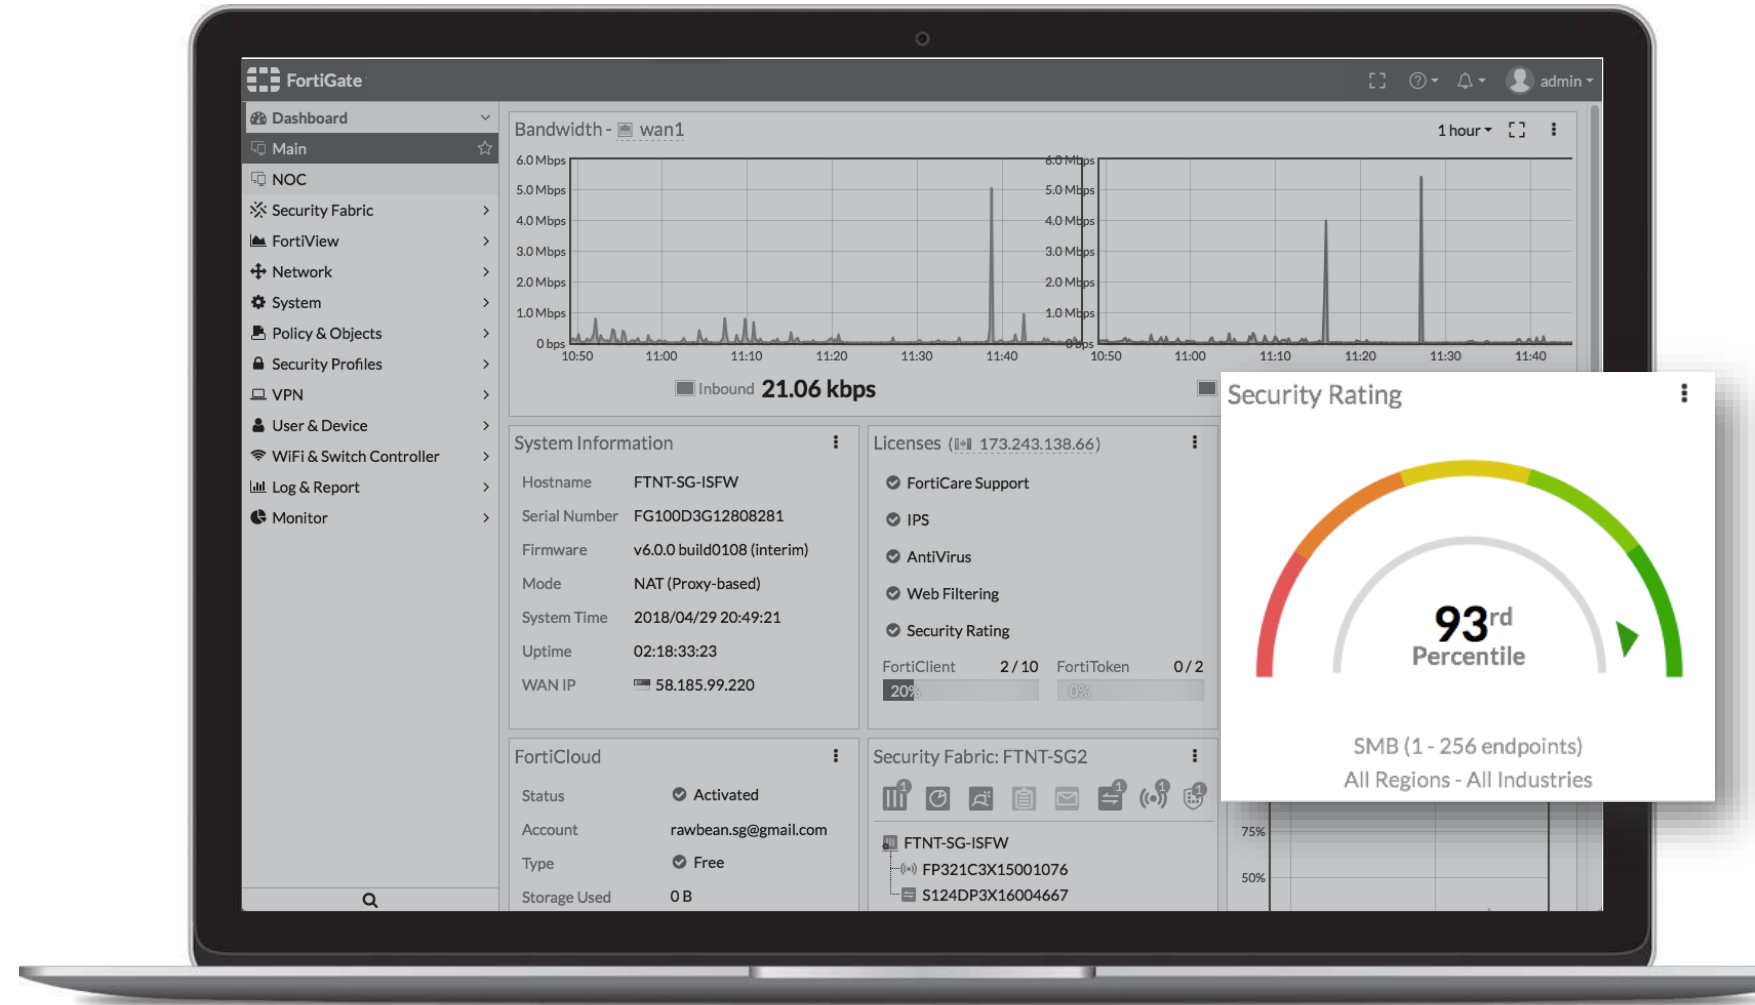 FortiGate
admin
Dashboard
Main
NOC
Security Fabric
FortiView
Network
System
Policy & Objects
Security Profiles
VPN
User & Device
WiFi & Switch Controller
Log & Report
Monitor
Bandwidth - wan1
1 hour
6.0 Mbps
5.0 Mbps
4.0 Mbps
3.0 Mbps
2.0 Mbps
1.0 Mbps
0 bps
10:50 11:00 11:10 11:20 11:30 11:40
6.0 Mbps
5.0 Mbps
4.0 Mbps
3.0 Mbps
2.0 Mbps
1.0 Mbps
0 bps
10:50 11:00 11:10 11:20 11:30 11:40
Inbound 21.06 kbps
System Information
Hostname FTNT-SG-ISFW
Serial Number FG100D3G12808281
Firmware v6.0.0 build0108 (interim)
Mode NAT (Proxy-based)
System Time 2018/04/29 20:49:21
Uptime 02:18:33:23
WAN IP 58.185.99.220
Licenses (173.243.138.66)
FortiCare Support
IPS
AntiVirus
Web Filtering
Security Rating
FortiClient 2 / 10 FortiToken 0 / 2
20% 0%
Security Rating
93rd
Percentile
SMB (1 - 256 endpoints)
All Regions - All Industries
FortiCloud
Status Activated
Account rawbean.sg@gmail.com
Type Free
Storage Used 0 B
Security Fabric: FTNT-SG2
1 1 1 1
FTNT-SG-ISFW
FP321C3X15001076
S124DP3X16004667
75%
50%